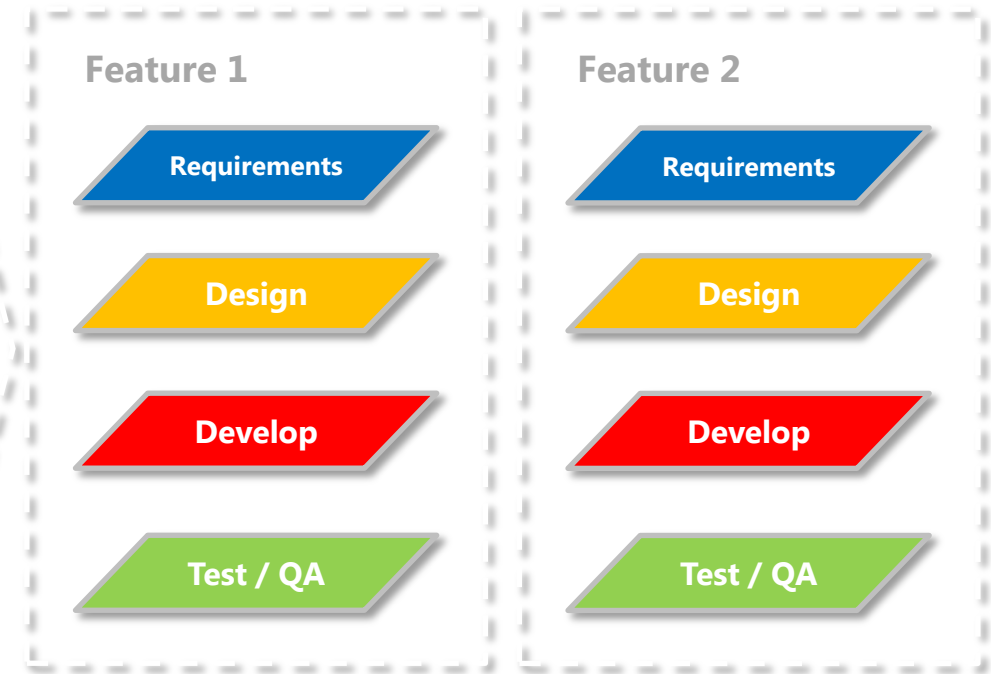 Feature 1
Requirements
Design
Develop
Test / QA
Feature 2
Requirements
Design
Develop
Test / QA